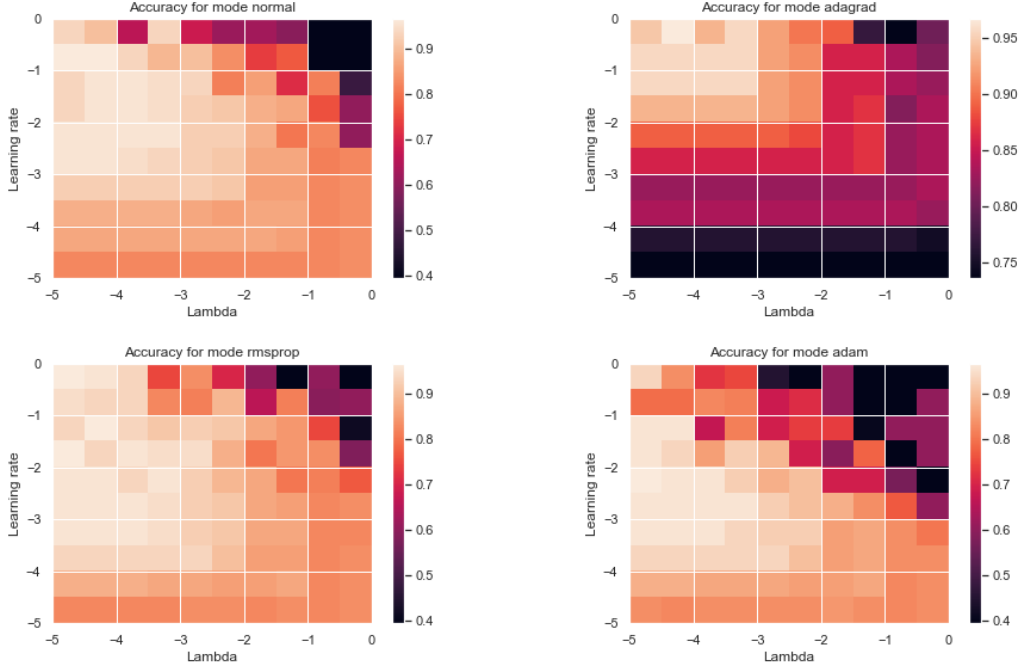 Accuracy for mode normal
Learning rate
0
−1
−2
−3
−4
−5
−5 −4 −3 −2 −1 0
Lambda
0.9
0.8
0.7
0.6
0.5
0.4
Accuracy for mode adagrad
Learning rate
0
−1
−2
−3
−4
−5
−5 −4 −3 −2 −1 0
Lambda
0.95
0.90
0.85
0.80
0.75
Accuracy for mode rmsprop
Learning rate
0
−1
−2
−3
−4
−5
−5 −4 −3 −2 −1 0
Lambda
0.9
0.8
0.7
0.6
0.5
0.4
Accuracy for mode adam
Learning rate
0
−1
−2
−3
−4
−5
−5 −4 −3 −2 −1 0
Lambda
0.9
0.8
0.7
0.6
0.5
0.4